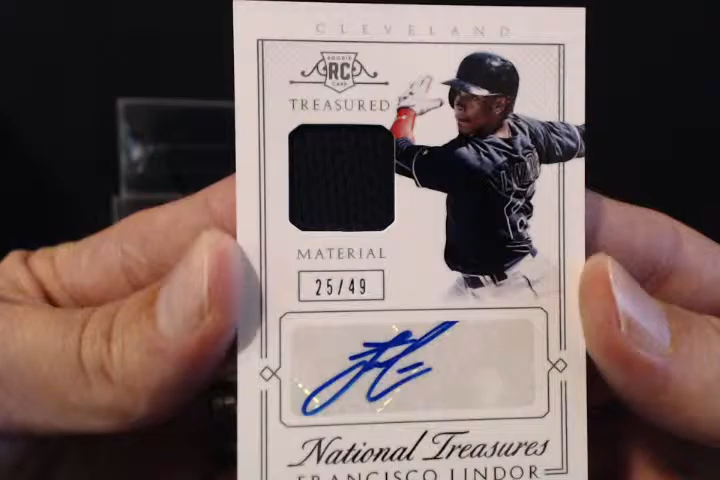 CLEVELAND
ROOKIE
RC
CARD
TREASURED
MATERIAL
25/49
National Treasures
FRANCISCO LINDOR